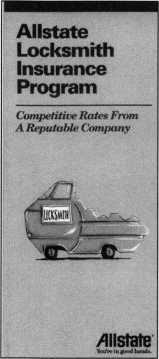 Allstate
Locksmith
Insurance
Program
Competitive Rates From
A Reputable Company
LOCKSMITH
Allstate®
You're in good hands.